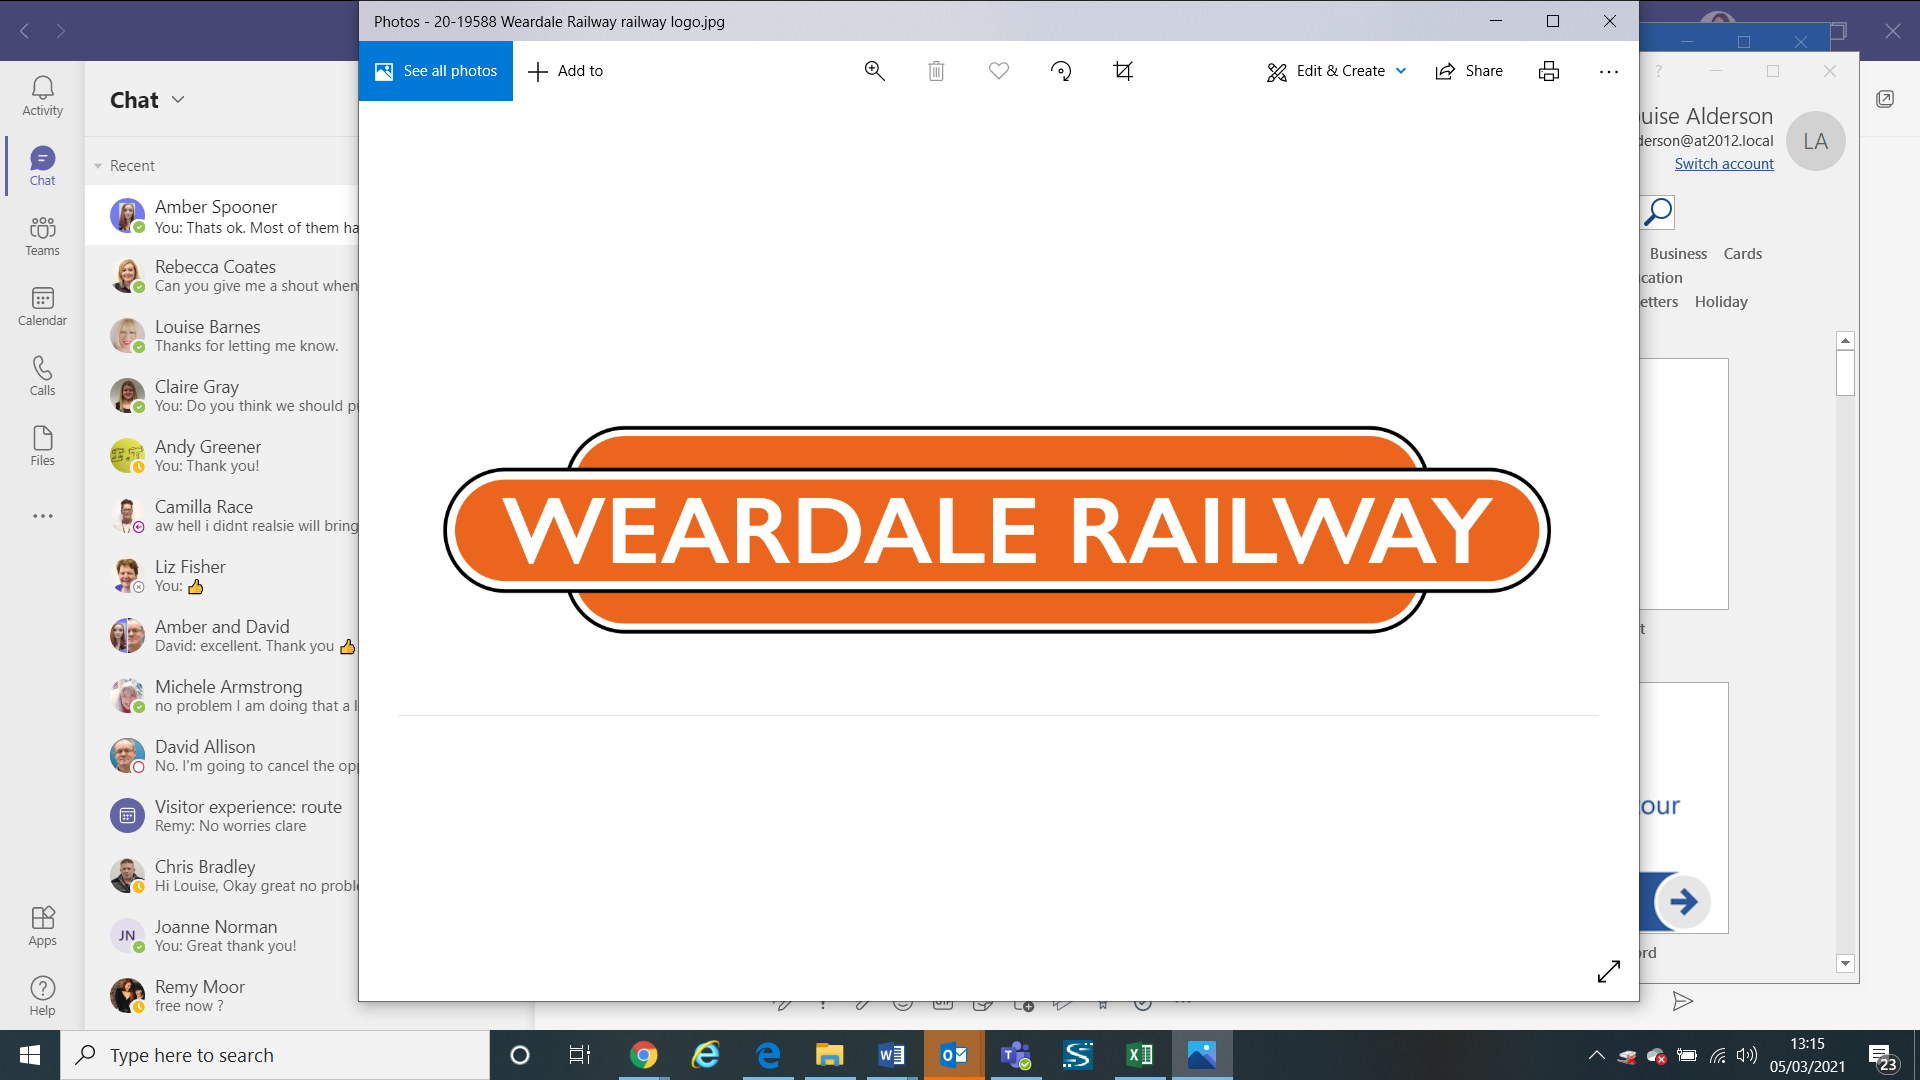 Photos - 20-19588 Weardale Railway railway logo.jpg
See all photos
Add to
Edit & Create
Share
Activity
Chat
Teams
Calendar
Calls
Files
Apps
Help
Chat
Recent
Amber Spooner
You: Thats ok. Most of them ha
Rebecca Coates
Can you give me a shout when
Louise Barnes
Thanks for letting me know.
Claire Gray
You: Do you think we should pu
Andy Greener
You: Thank you!
Camilla Race
aw hell i didnt realsie will bring
Liz Fisher
You: 👍
Amber and David
David: excellent. Thank you 👍
Michele Armstrong
no problem I am doing that a l
David Allison
No. I'm going to cancel the opp
Visitor experience: route
Remy: No worries clare
Chris Bradley
Hi Louise, Okay great no proble
JN
Joanne Norman
You: Great thank you!
Remy Moor
free now ?
WEARDALE RAILWAY
uise Alderson
derson@at2012.local
Switch account
LA
Business Cards
cation
etters Holiday
t
our
rd
Type here to search
13:15
05/03/2021
23